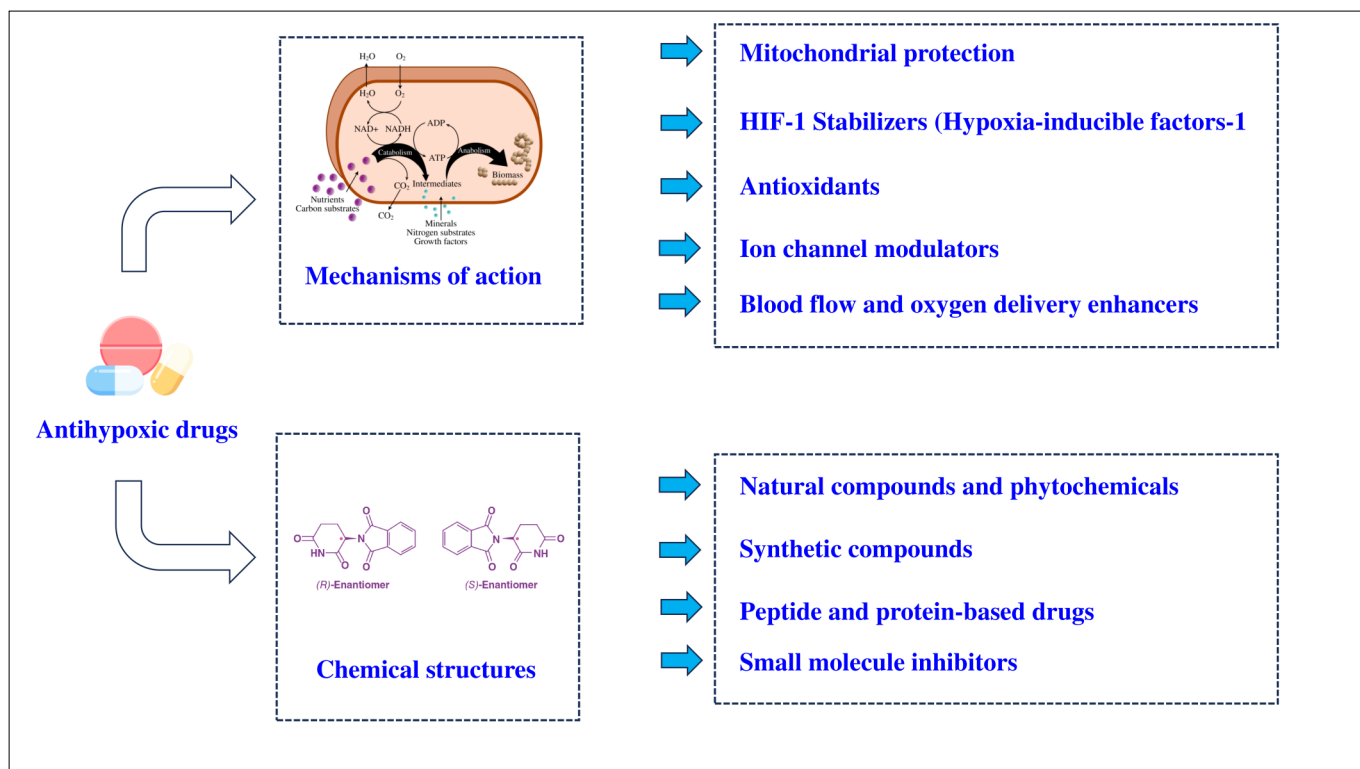 H₂O O₂
H₂O O₂
NAD+ NADH
ADP
ATP
Catabolism
Anabolism
Biomass
CO₂
Intermediates
Nutrients
Carbon substrates
CO₂
Minerals
Nitrogen substrates
Growth factors
Mechanisms of action
Mitochondrial protection
HIF-1 Stabilizers (Hypoxia-inducible factors-1
Antioxidants
Ion channel modulators
Blood flow and oxygen delivery enhancers
Antihypoxic drugs
O O O
N
HN O O
(R)-Enantiomer
O O O
N
O O NH
(S)-Enantiomer
Chemical structures
Natural compounds and phytochemicals
Synthetic compounds
Peptide and protein-based drugs
Small molecule inhibitors